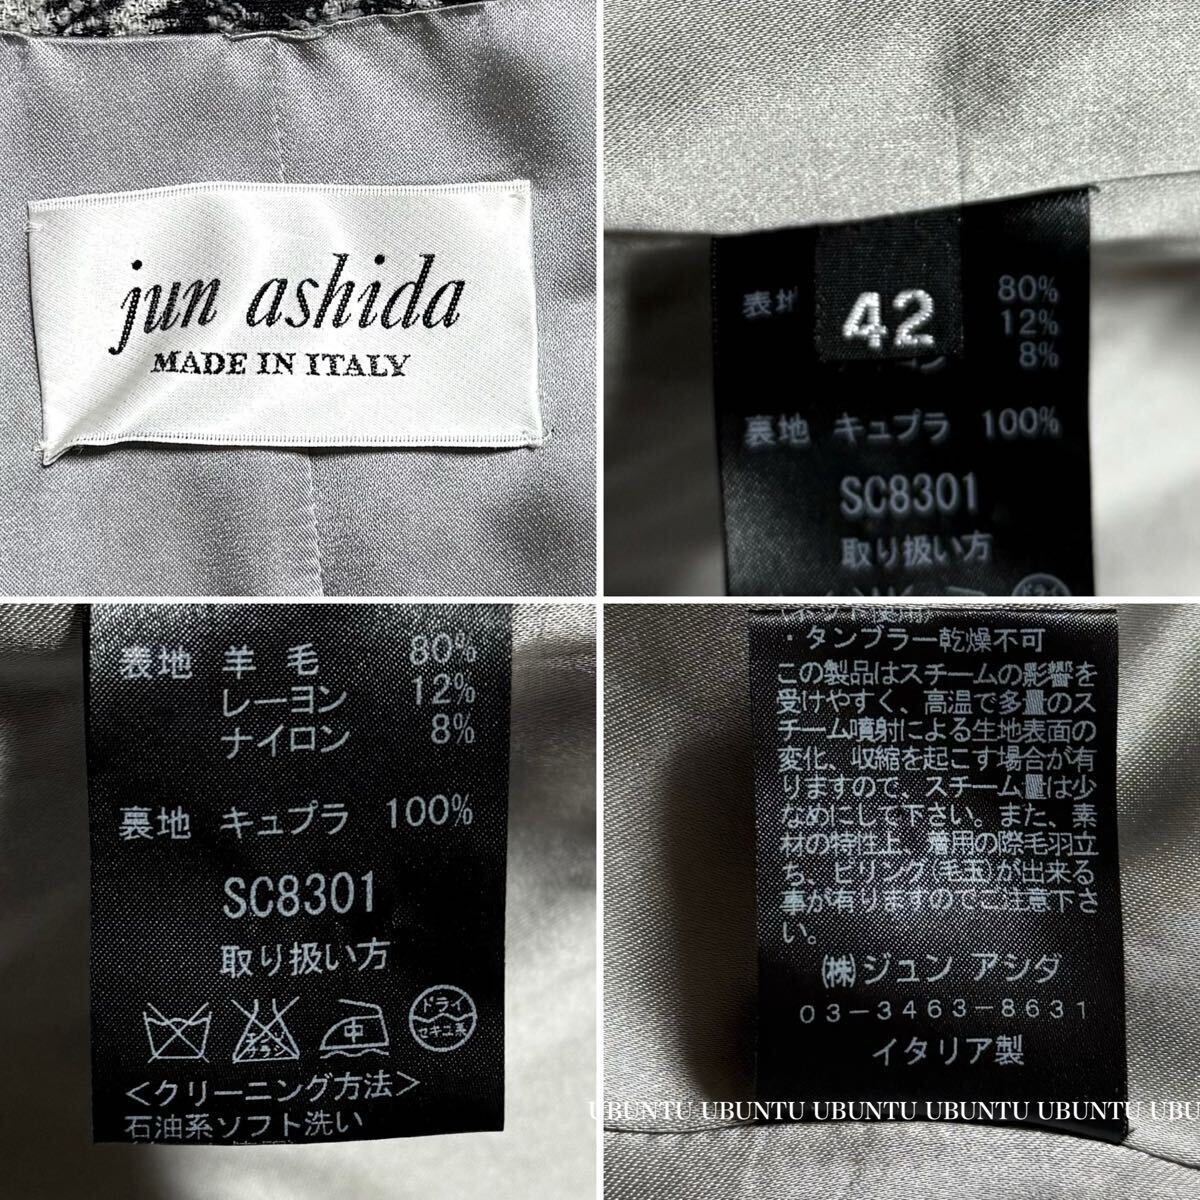 jun ashida
MADE IN ITALY
表地
42
80%
12%
8%
裏地 キュプラ 100%
SC8301
取り扱い方
表地 羊毛 80%
レーヨン 12%
ナイロン 8%
裏地 キュプラ 100%
SC8301
取り扱い方
エンソ
サラシ
中
ドライ
セキユ系
<クリーニング方法>
石油系ソフト洗い
・タンブラー乾燥不可
この製品はスチームの影響を
受けやすく、高温で多量のス
チーム噴射による生地表面の
変化、収縮を起こす場合が有
りますので、スチーム量は少
なめにして下さい。また、素
材の特性上、着用の際毛羽立
ち、ピリング(毛玉)が出来る
事が有りますのでご注意下さ
い。
㈱ジュン アシダ
03-3463-8631
イタリア製
UBUNTU UBUNTU UBUNTU UBUNTU UBUNTU UB